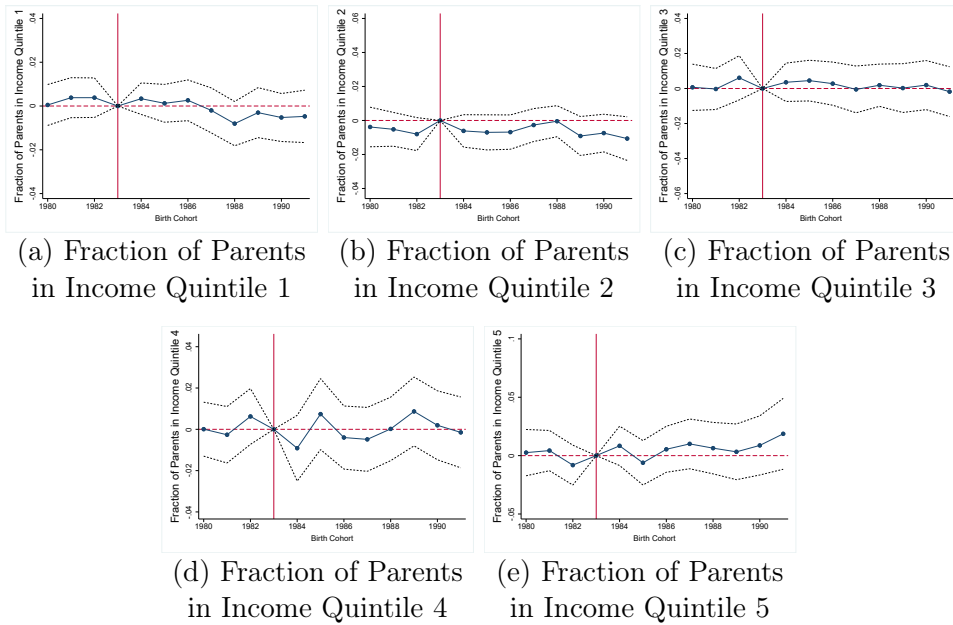 Fraction of Parents in Income Quintile 1
.04
.02
0
-.02
-.04
1980 1982 1984 1986 1988 1990
Birth Cohort
(a) Fraction of Parents
in Income Quintile 1
Fraction of Parents in Income Quintile 2
.06
.04
.02
0
-.02
-.04
1980 1982 1984 1986 1988 1990
Birth Cohort
(b) Fraction of Parents
in Income Quintile 2
Fraction of Parents in Income Quintile 3
.04
.02
0
-.02
-.04
-.06
1980 1982 1984 1986 1988 1990
Birth Cohort
(c) Fraction of Parents
in Income Quintile 3
Fraction of Parents in Income Quintile 4
.04
.02
0
-.02
-.04
1980 1982 1984 1986 1988 1990
Birth Cohort
(d) Fraction of Parents
in Income Quintile 4
Fraction of Parents in Income Quintile 5
.1
.05
0
-.05
1980 1982 1984 1986 1988 1990
Birth Cohort
(e) Fraction of Parents
in Income Quintile 5